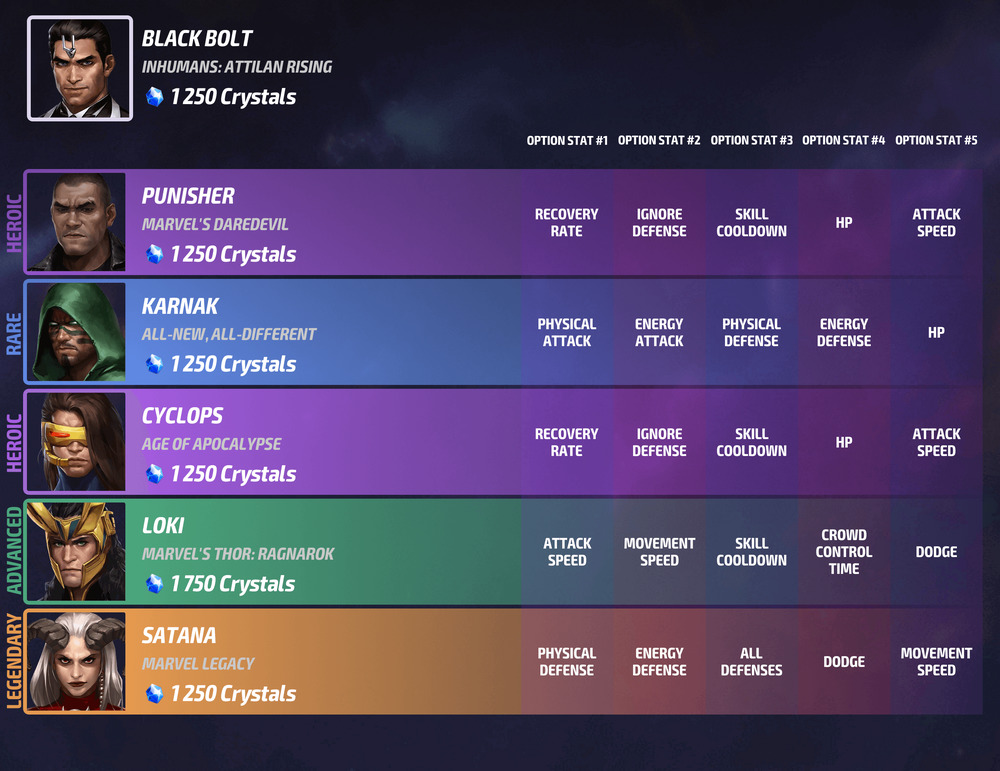 BLACK BOLT
INHUMANS: ATTILAN RISING
1 250 Crystals
OPTION STAT #1 OPTION STAT #2 OPTION STAT #3 OPTION STAT #4 OPTION STAT #5
HEROIC
PUNISHER
MARVEL'S DAREDEVIL
1 250 Crystals
RECOVERY
RATE
IGNORE
DEFENSE
SKILL
COOLDOWN
HP
ATTACK
SPEED
RARE
KARNAK
ALL-NEW, ALL-DIFFERENT
1 250 Crystals
PHYSICAL
ATTACK
ENERGY
ATTACK
PHYSICAL
DEFENSE
ENERGY
DEFENSE
HP
HEROIC
CYCLOPS
AGE OF APOCALYPSE
1 250 Crystals
RECOVERY
RATE
IGNORE
DEFENSE
SKILL
COOLDOWN
HP
ATTACK
SPEED
ADVANCED
LOKI
MARVEL'S THOR: RAGNAROK
1 750 Crystals
ATTACK
SPEED
MOVEMENT
SPEED
SKILL
COOLDOWN
CROWD
CONTROL
TIME
DODGE
LEGENDARY
SATANA
MARVEL LEGACY
1 250 Crystals
PHYSICAL
DEFENSE
ENERGY
DEFENSE
ALL
DEFENSES
DODGE
MOVEMENT
SPEED